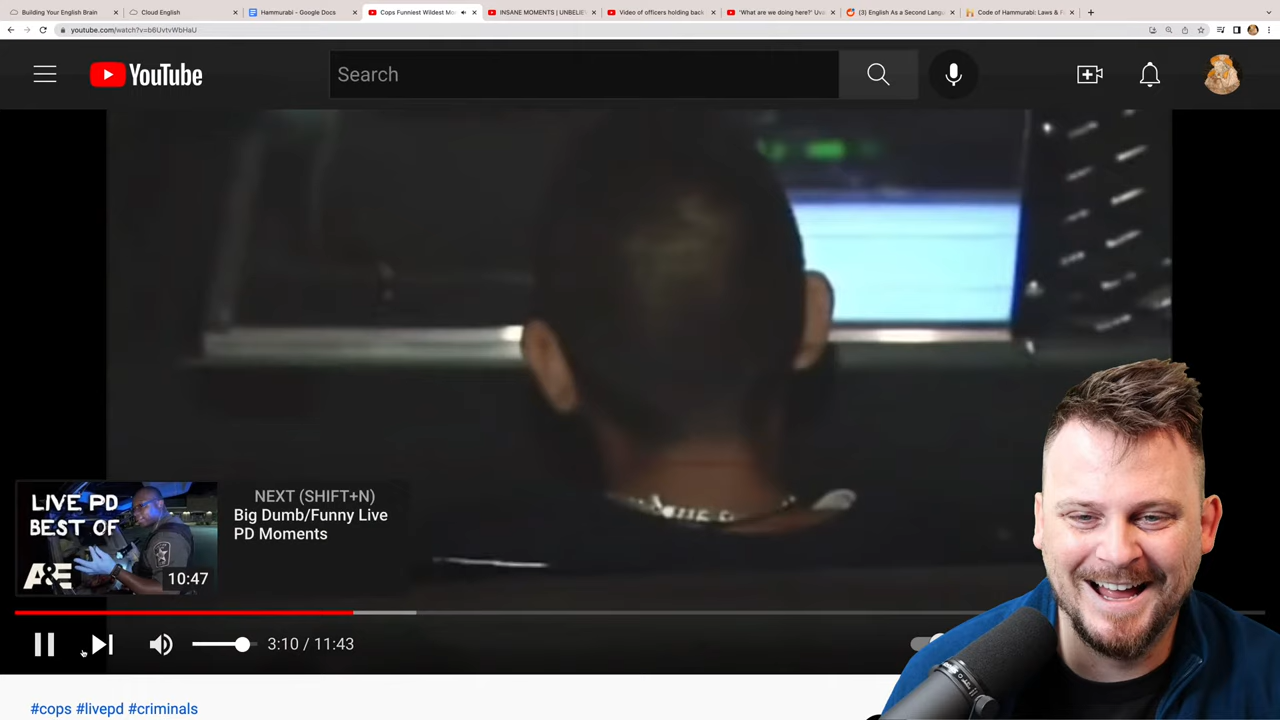 Building Your English Brain
Cloud English
Hammurabi - Google Docs
Cops Funniest Wildest Mo
INSANE MOMENTS | UNBELIE
Video of officers holding back
'What are we doing here?' Uva
(3) English As a Second Lang
Code of Hammurabi: Laws & F
youtube.com/watch?v=b6UvtvWbHaU
YouTube
Search
LIVE PD
BEST OF
A&E
10:47
NEXT (SHIFT+N)
Big Dumb/Funny Live
PD Moments
3:10 / 11:43
#cops #livepd #criminals